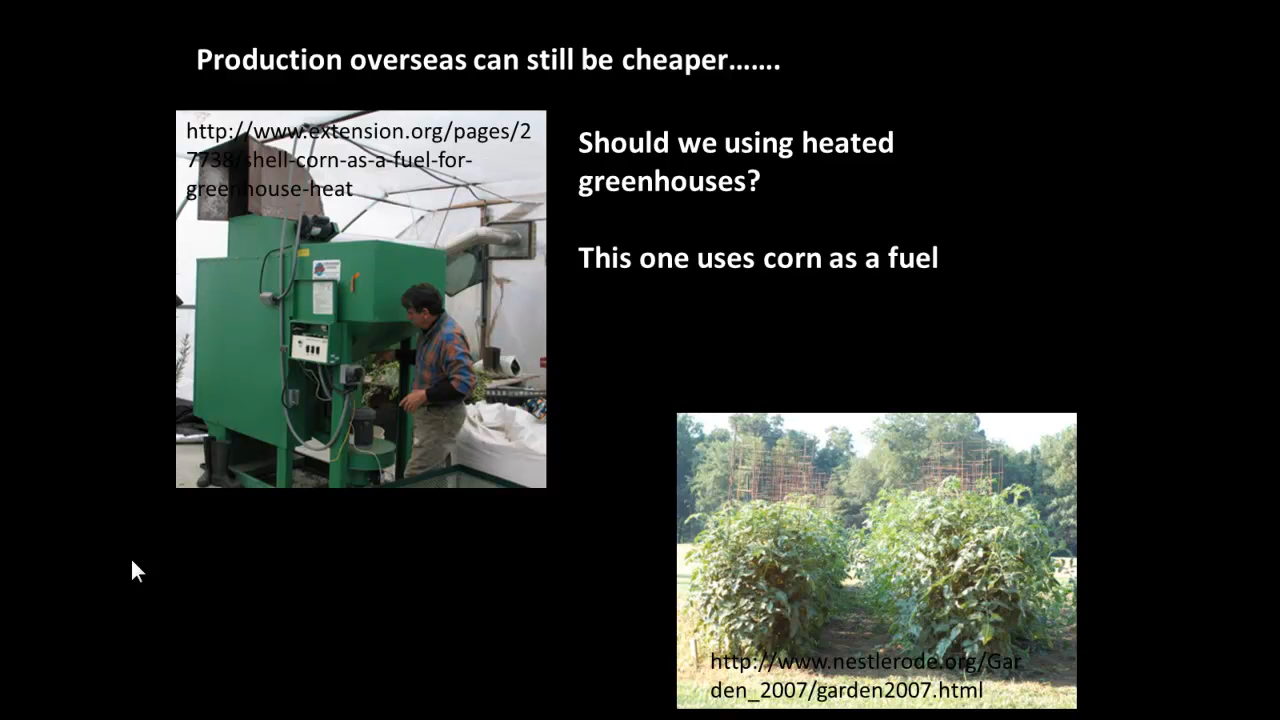 Production overseas can still be cheaper…….
http://www.extension.org/pages/2
7738/shell-corn-as-a-fuel-for-
greenhouse-heat
Should we using heated
greenhouses?
This one uses corn as a fuel
http://www.nestlerode.org/Gar
den_2007/garden2007.html